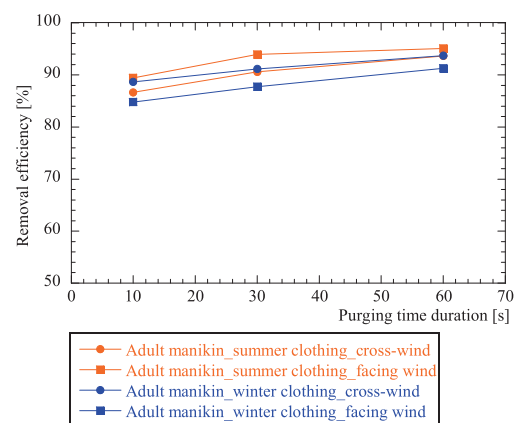 100
90
80
70
60
50
Removal efficiency [%]
0 10 20 30 40 50 60 70
Purging time duration [s]
Adult manikin_summer clothing_cross-wind
Adult manikin_summer clothing_facing wind
Adult manikin_winter clothing_cross-wind
Adult manikin_winter clothing_facing wind